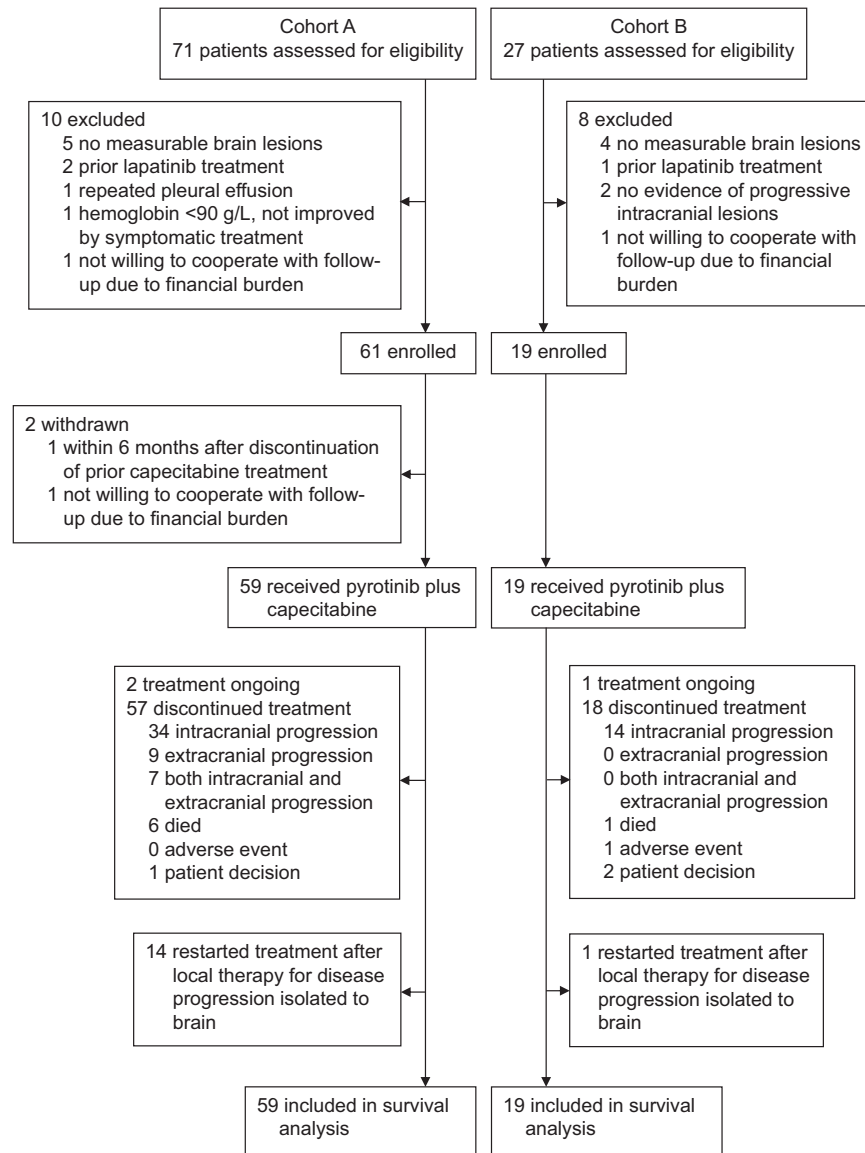 Cohort A
71 patients assessed for eligibility
Cohort B
27 patients assessed for eligibility
10 excluded
5 no measurable brain lesions
2 prior lapatinib treatment
1 repeated pleural effusion
1 hemoglobin <90 g/L, not improved
by symptomatic treatment
1 not willing to cooperate with follow-
up due to financial burden
8 excluded
4 no measurable brain lesions
1 prior lapatinib treatment
2 no evidence of progressive
intracranial lesions
1 not willing to cooperate with
follow-up due to financial
burden
61 enrolled
19 enrolled
2 withdrawn
1 within 6 months after discontinuation
of prior capecitabine treatment
1 not willing to cooperate with follow-
up due to financial burden
59 received pyrotinib plus
capecitabine
19 received pyrotinib plus
capecitabine
2 treatment ongoing
57 discontinued treatment
34 intracranial progression
9 extracranial progression
7 both intracranial and
extracranial progression
6 died
0 adverse event
1 patient decision
1 treatment ongoing
18 discontinued treatment
14 intracranial progression
0 extracranial progression
0 both intracranial and
extracranial progression
1 died
1 adverse event
2 patient decision
14 restarted treatment after
local therapy for disease
progression isolated to
brain
1 restarted treatment after
local therapy for disease
progression isolated to
brain
59 included in survival
analysis
19 included in survival
analysis